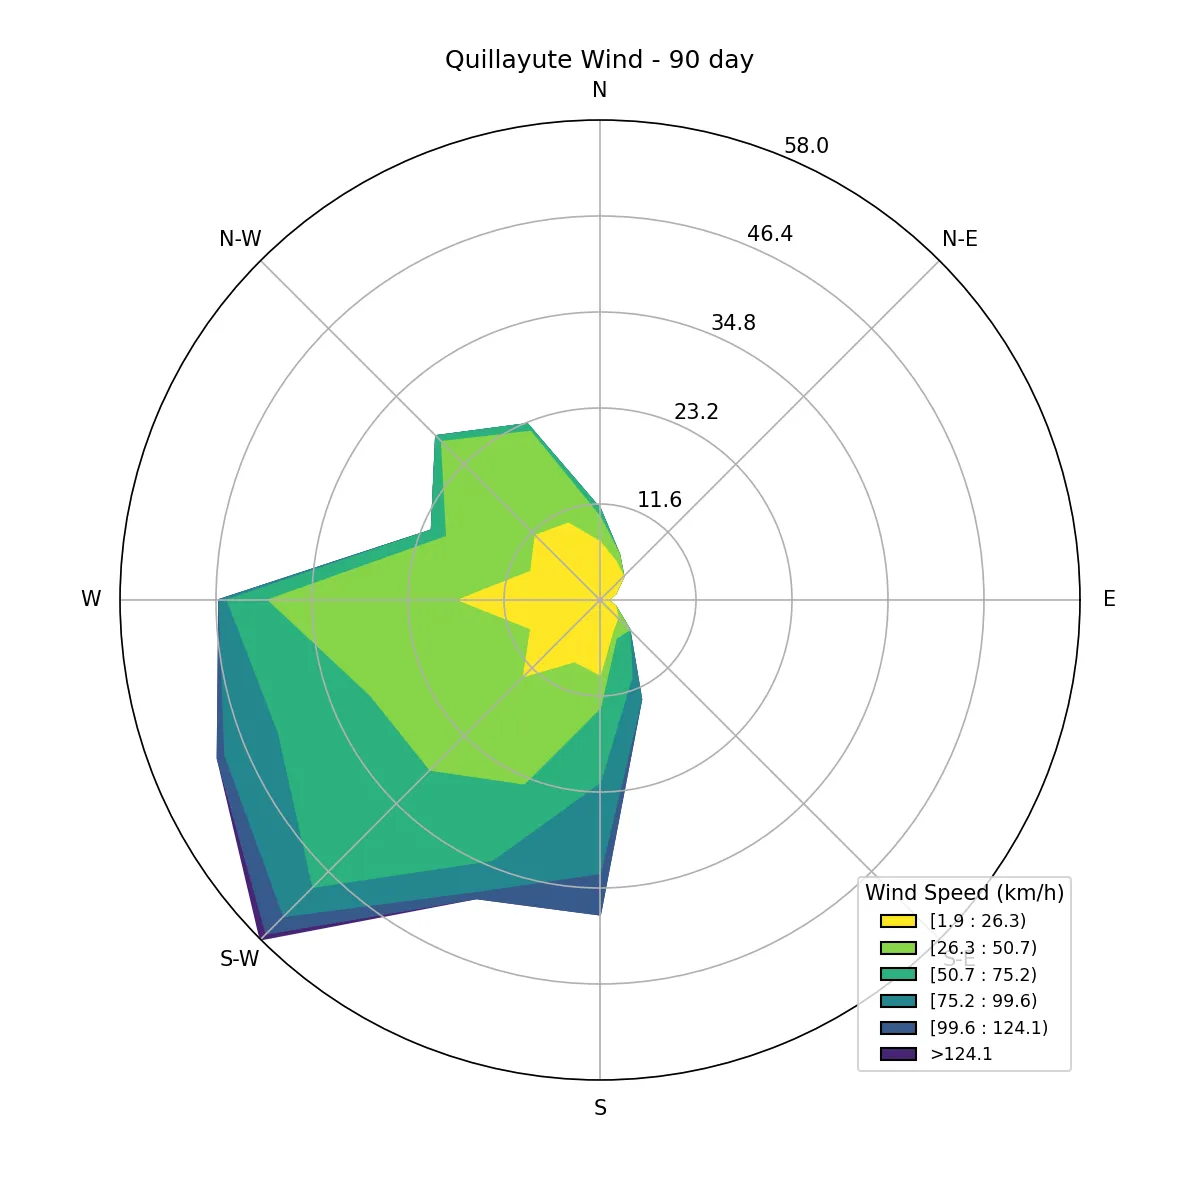 Quillayute Wind - 90 day
N
58.0
N-W
46.4
N-E
34.8
23.2
11.6
W
E
S-W
S-E
S
Wind Speed (km/h)
[1.9 : 26.3)
[26.3 : 50.7)
[50.7 : 75.2)
[75.2 : 99.6)
[99.6 : 124.1)
>124.1